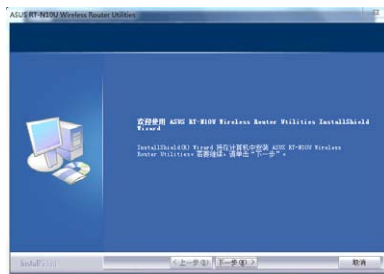 ASUS RT-N10U Wireless Router Utilities
欢迎使用 ASUS RT-N10U Wireless Router Utilities InstallShield
Wizard
InstallShield(R) Wizard 将在计算机中安装 ASUS RT-N10U Wireless
Router Utilities。若要继续，请单击“下一步”。
InstallShield
< 上一步(B)
下一步(N) >
取消